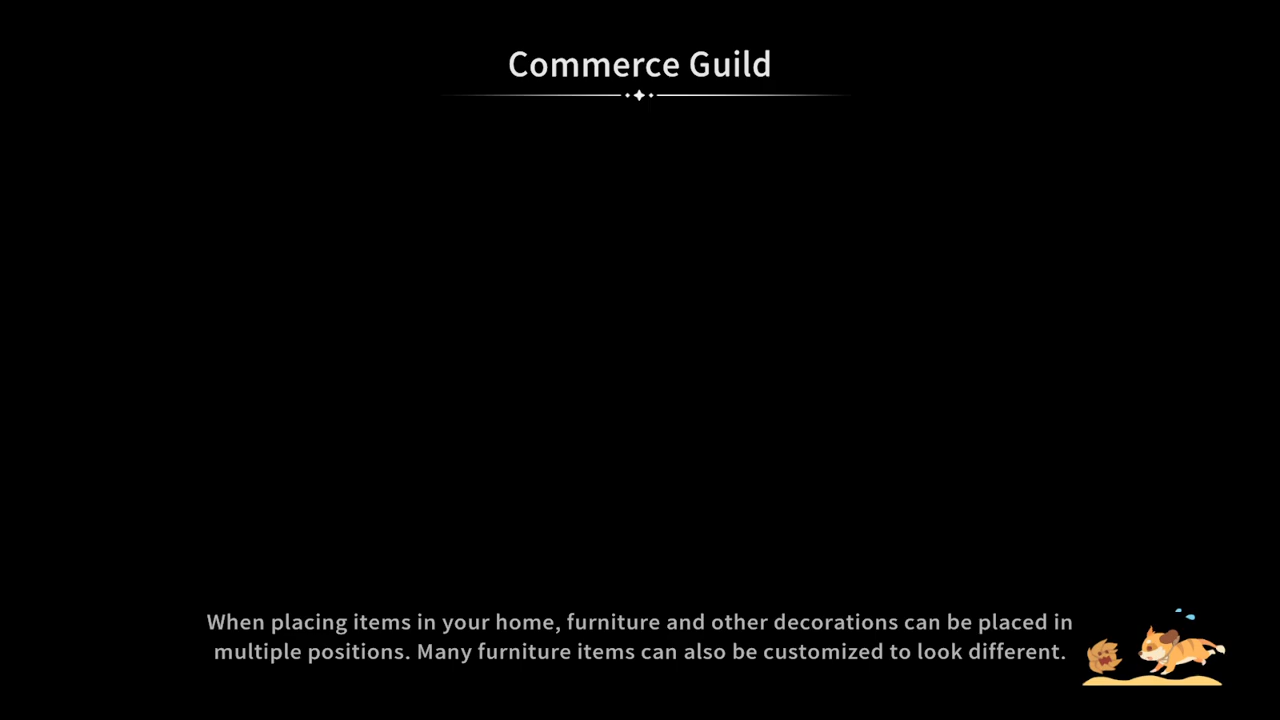 Commerce Guild
When placing items in your home, furniture and other decorations can be placed in
multiple positions. Many furniture items can also be customized to look different.